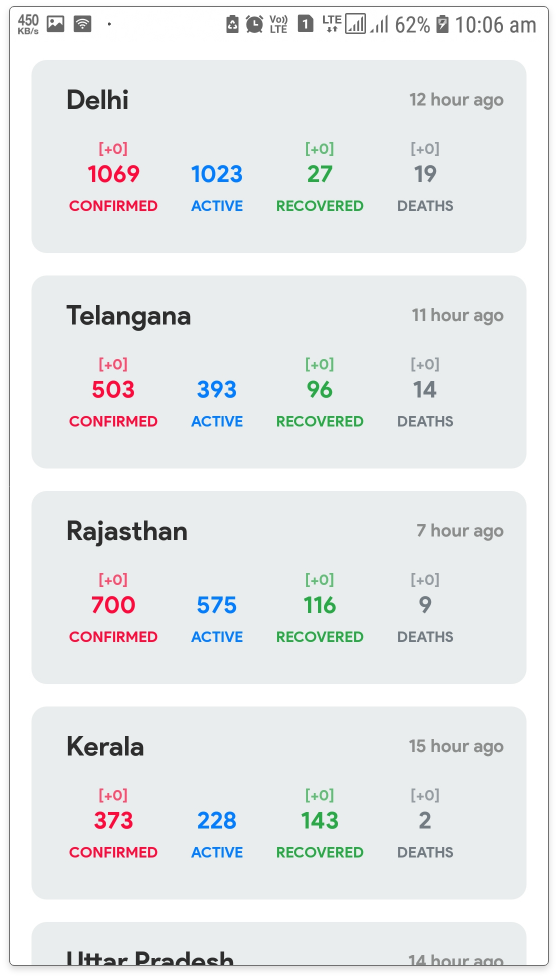 450 KB/s Vo)) LTE 1 LTE 62% 10:06 am
Delhi 12 hour ago
[+0] [+0] [+0]
1069 1023 27 19
CONFIRMED ACTIVE RECOVERED DEATHS
Telangana 11 hour ago
[+0] [+0] [+0]
503 393 96 14
CONFIRMED ACTIVE RECOVERED DEATHS
Rajasthan 7 hour ago
[+0] [+0] [+0]
700 575 116 9
CONFIRMED ACTIVE RECOVERED DEATHS
Kerala 15 hour ago
[+0] [+0] [+0]
373 228 143 2
CONFIRMED ACTIVE RECOVERED DEATHS
Uttar Pradesh 14 hour ago